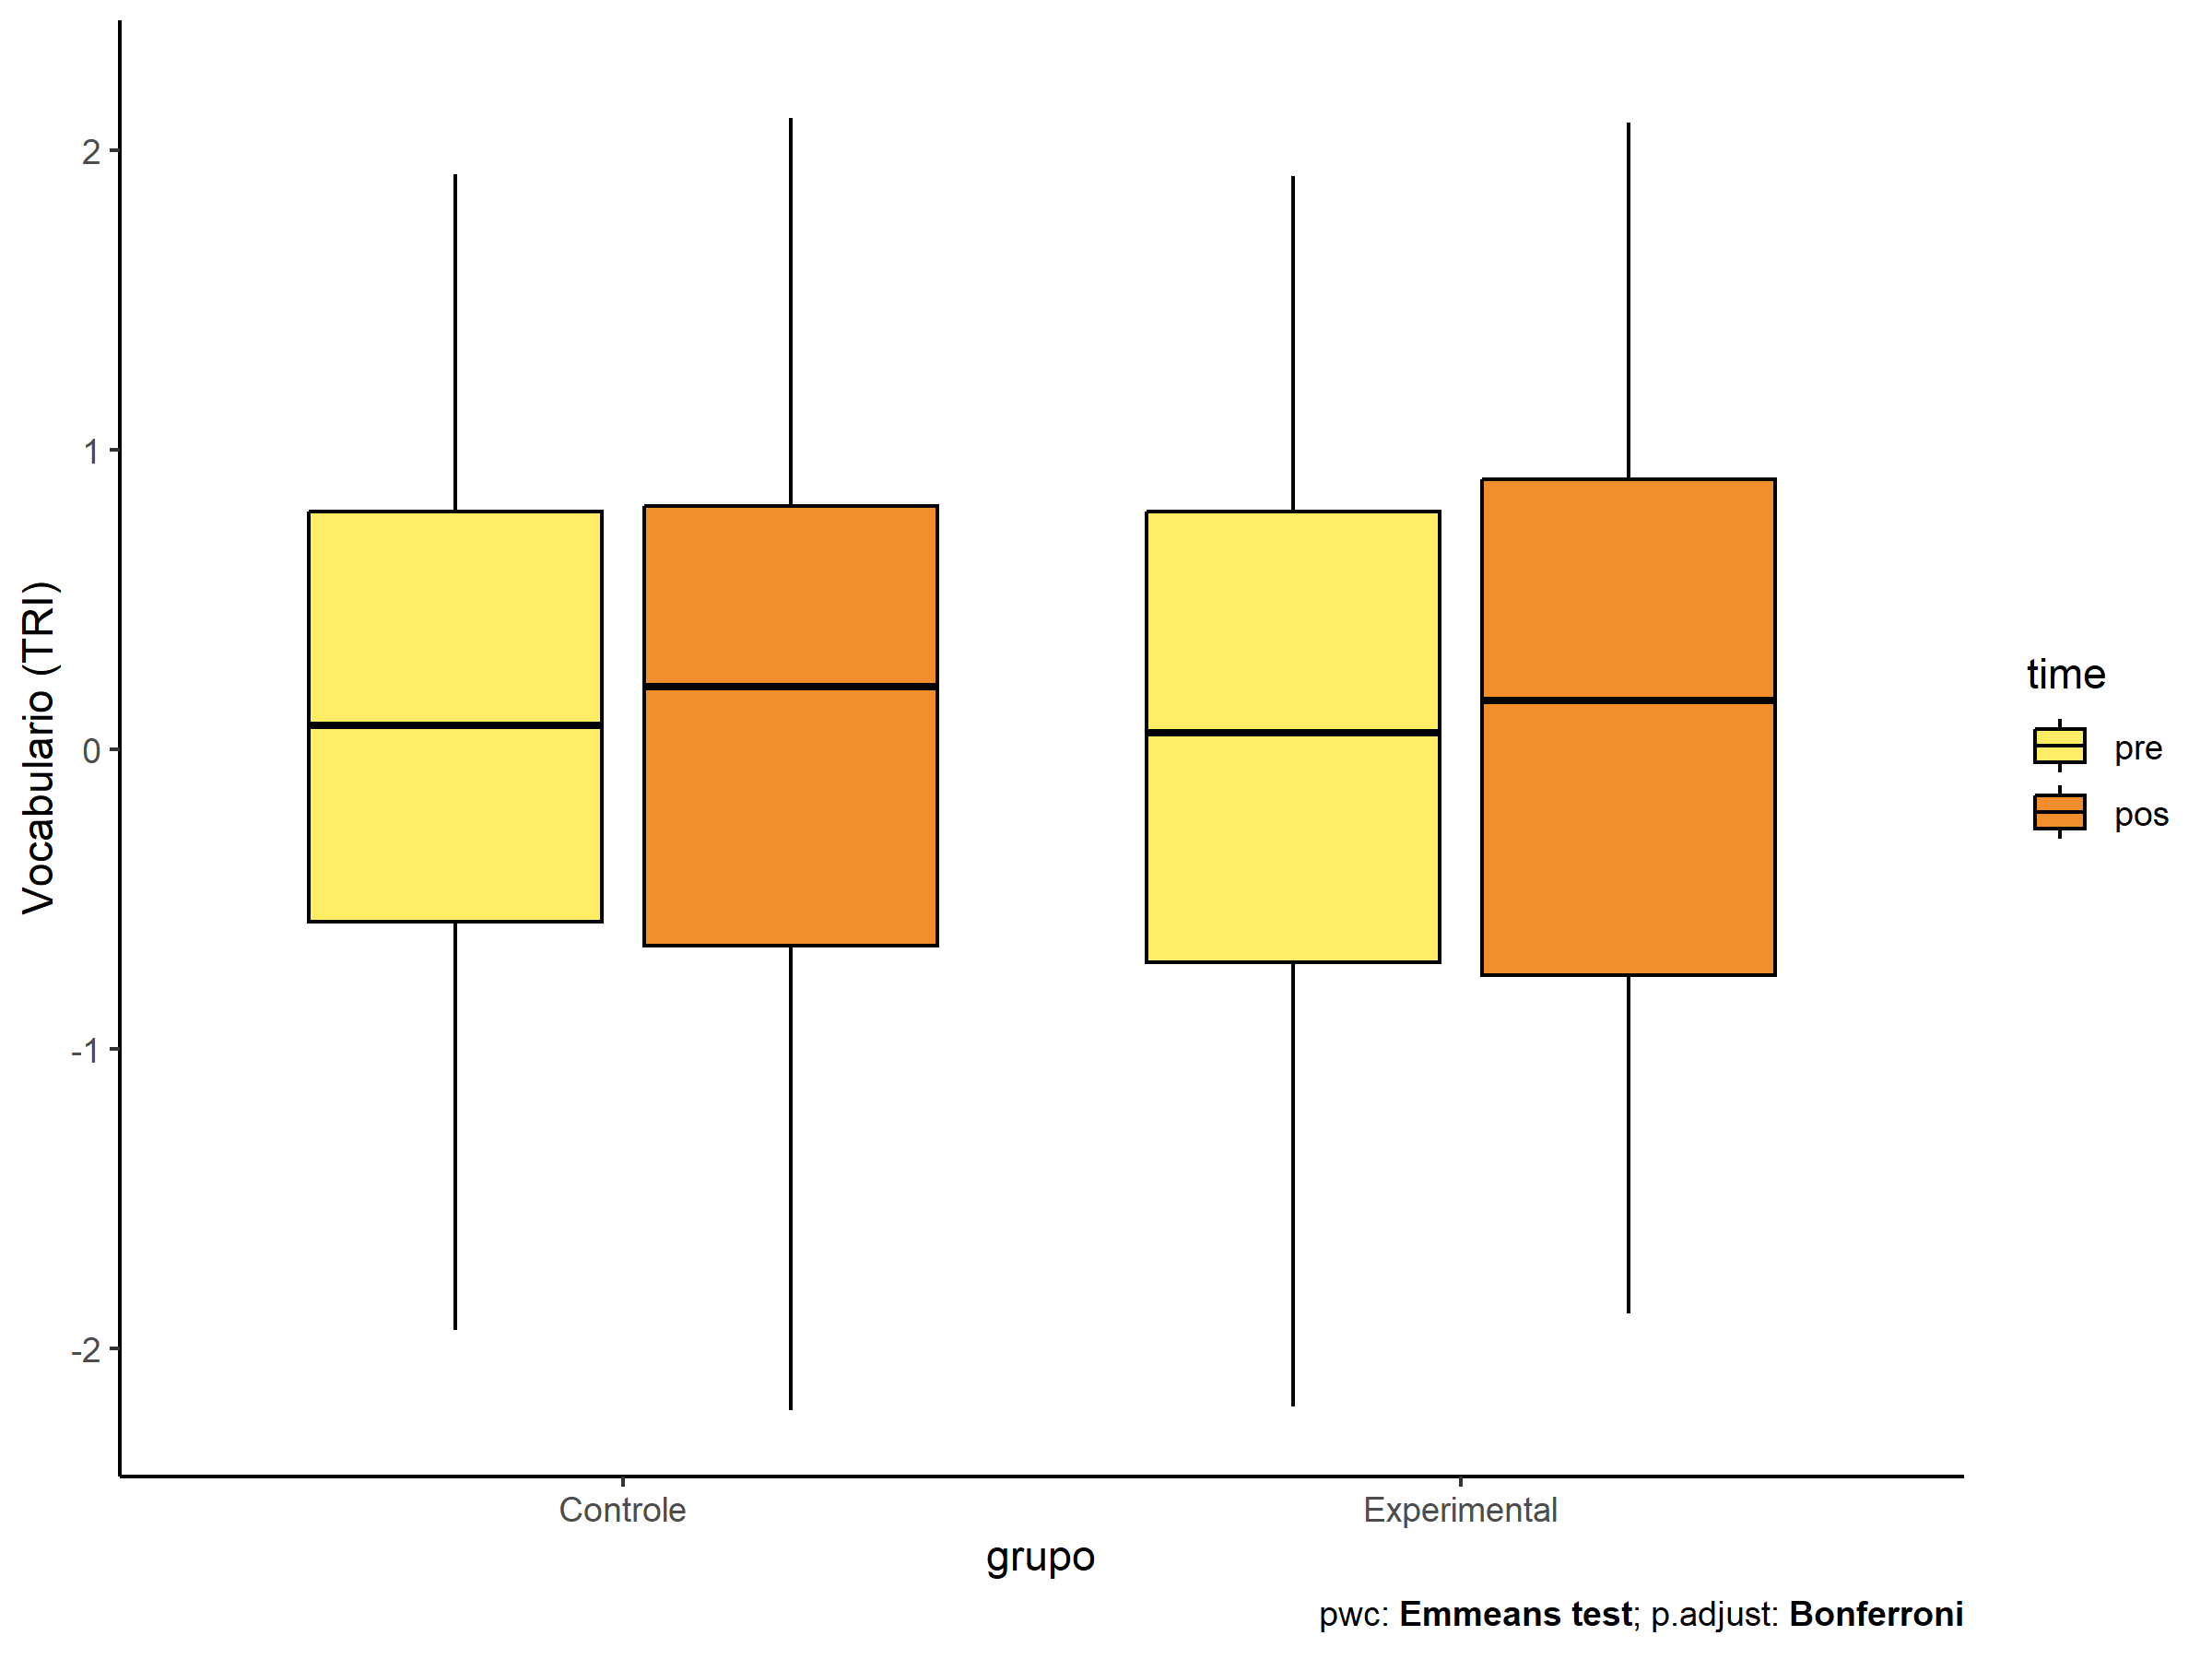 Vocabulario (TRI)
2
1
0
-1
-2
Controle
Experimental
grupo
time
pre
pos
pwc: Emmeans test; p.adjust: Bonferroni